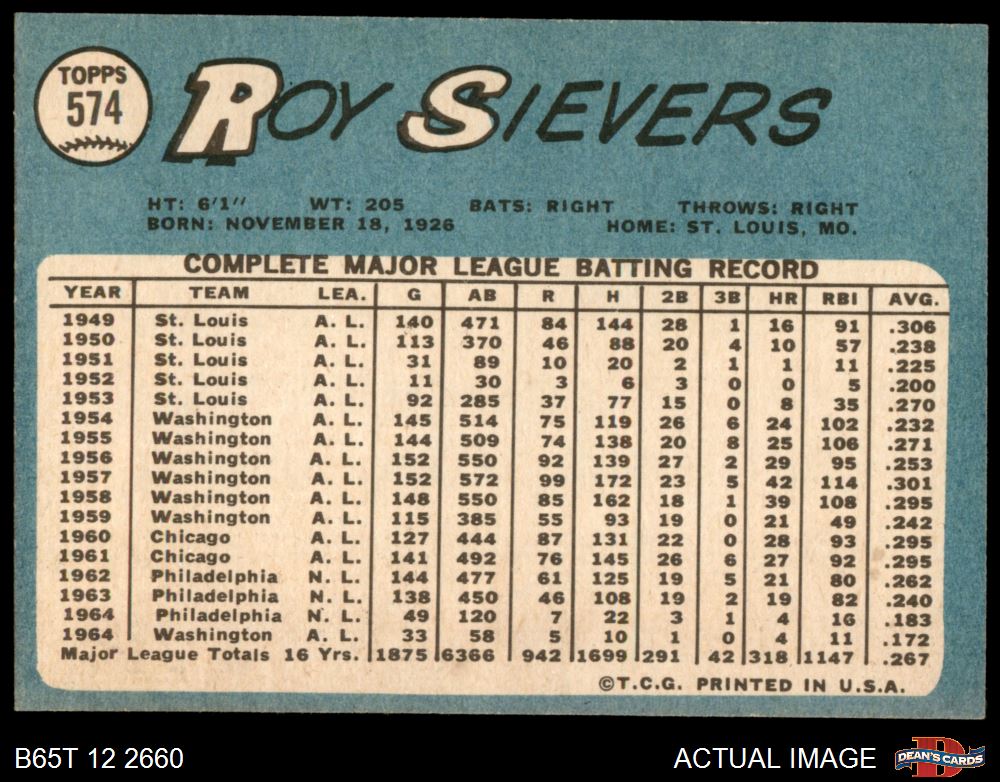 TOPPS
574
ROY SIEVERS
HT: 6'1" WT: 205 BATS: RIGHT THROWS: RIGHT
BORN: NOVEMBER 18, 1926 HOME: ST. LOUIS, MO.
COMPLETE MAJOR LEAGUE BATTING RECORD
YEAR TEAM LEA. G AB R H 2B 3B HR RBI AVG.
1949 St. Louis A. L. 140 471 84 144 28 1 16 91 .306
1950 St. Louis A. L. 113 370 46 88 20 4 10 57 .238
1951 St. Louis A. L. 31 89 10 20 2 1 1 11 .225
1952 St. Louis A. L. 11 30 3 6 3 0 0 5 .200
1953 St. Louis A. L. 92 285 37 77 15 0 8 35 .270
1954 Washington A. L. 145 514 75 119 26 6 24 102 .232
1955 Washington A. L. 144 509 74 138 20 8 25 106 .271
1956 Washington A. L. 152 550 92 139 27 2 29 95 .253
1957 Washington A. L. 152 572 99 172 23 5 42 114 .301
1958 Washington A. L. 148 550 85 162 18 1 39 108 .295
1959 Washington A. L. 115 385 55 93 19 0 21 49 .242
1960 Chicago A. L. 127 444 87 131 22 0 28 93 .295
1961 Chicago A. L. 141 492 76 145 26 6 27 92 .295
1962 Philadelphia N. L. 144 477 61 125 19 5 21 80 .262
1963 Philadelphia N. L. 138 450 46 108 19 2 19 82 .240
1964 Philadelphia N. L. 49 120 7 22 3 1 4 16 .183
1964 Washington A. L. 33 58 5 10 1 0 4 11 .172
Major League Totals 16 Yrs. 1875 6366 942 1699 291 42 318 1147 .267
©T.C.G. PRINTED IN U.S.A.
B65T 12 2660 ACTUAL IMAGE DEAN'S CARDS